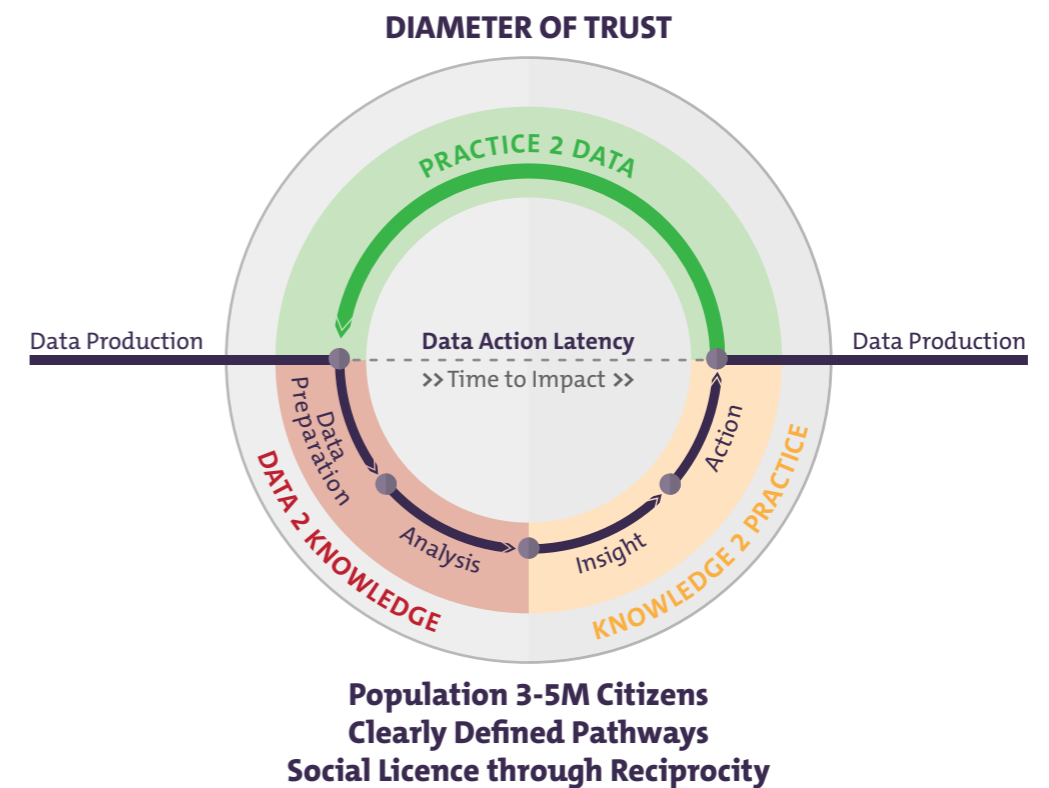 DIAMETER OF TRUST
PRACTICE 2 DATA
Data Production
Data Action Latency
Data Production
>> Time to Impact >>
Data
Preparation
Analysis
Insight
Action
DATA 2 KNOWLEDGE
KNOWLEDGE 2 PRACTICE
Population 3-5M Citizens
Clearly Defined Pathways
Social Licence through Reciprocity